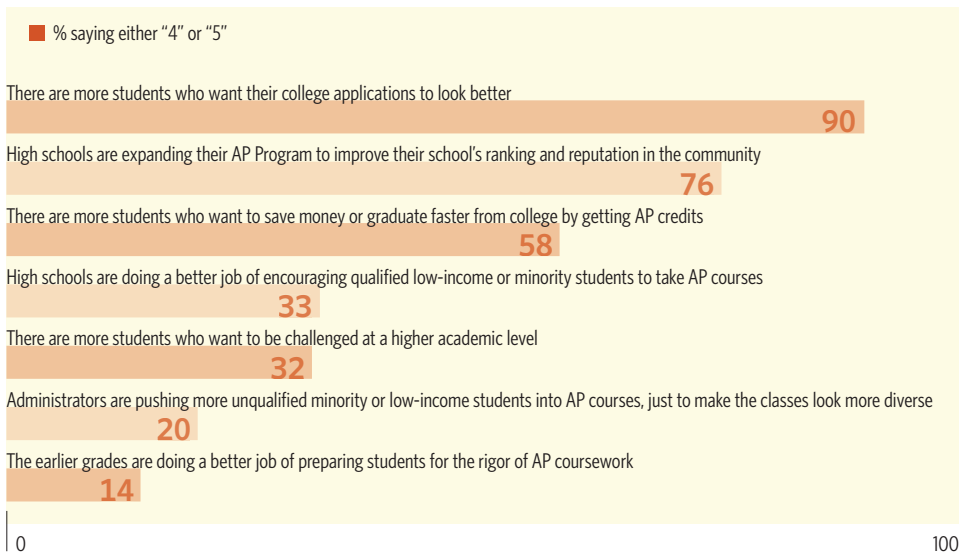 % saying either “4” or “5”
There are more students who want their college applications to look better
90
High schools are expanding their AP Program to improve their school’s ranking and reputation in the community
76
There are more students who want to save money or graduate faster from college by getting AP credits
58
High schools are doing a better job of encouraging qualified low-income or minority students to take AP courses
33
There are more students who want to be challenged at a higher academic level
32
Administrators are pushing more unqualified minority or low-income students into AP courses, just to make the classes look more diverse
20
The earlier grades are doing a better job of preparing students for the rigor of AP coursework
14
0 100